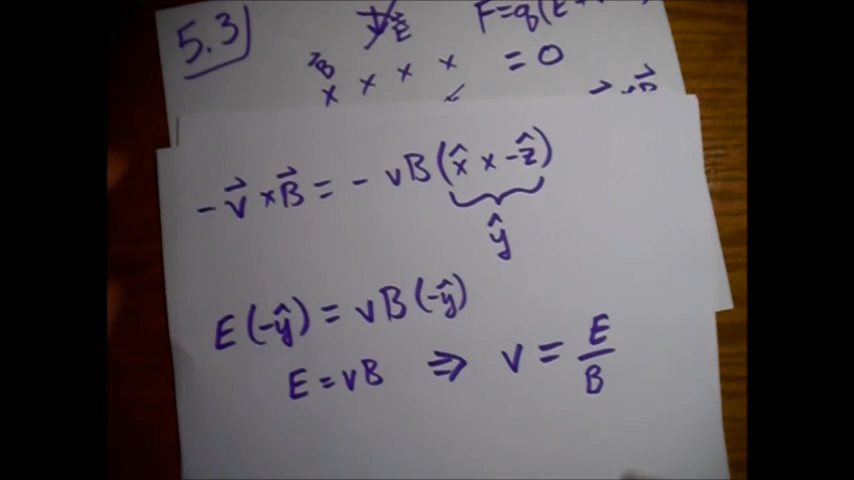 5.3
E⃗
F=q(E
B⃗
x x x x = 0
-v⃗ ×B⃗ = - vB(x̂ × -ẑ)
ŷ
E(-ŷ) = vB(-ŷ)
E = vB ⇒ v = E/B